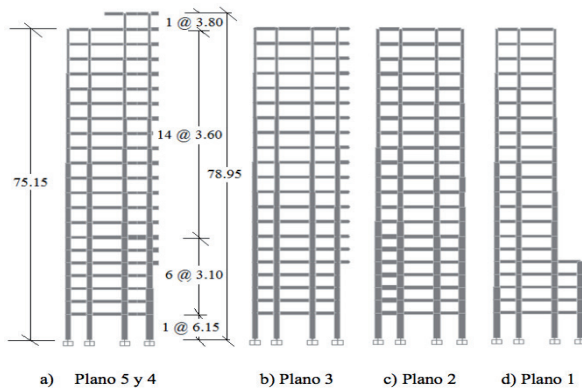 1 @ 3.80
14 @ 3.60
75.15
78.95
6 @ 3.10
1 @ 6.15
a) Plano 5 y 4
b) Plano 3
c) Plano 2
d) Plano 1